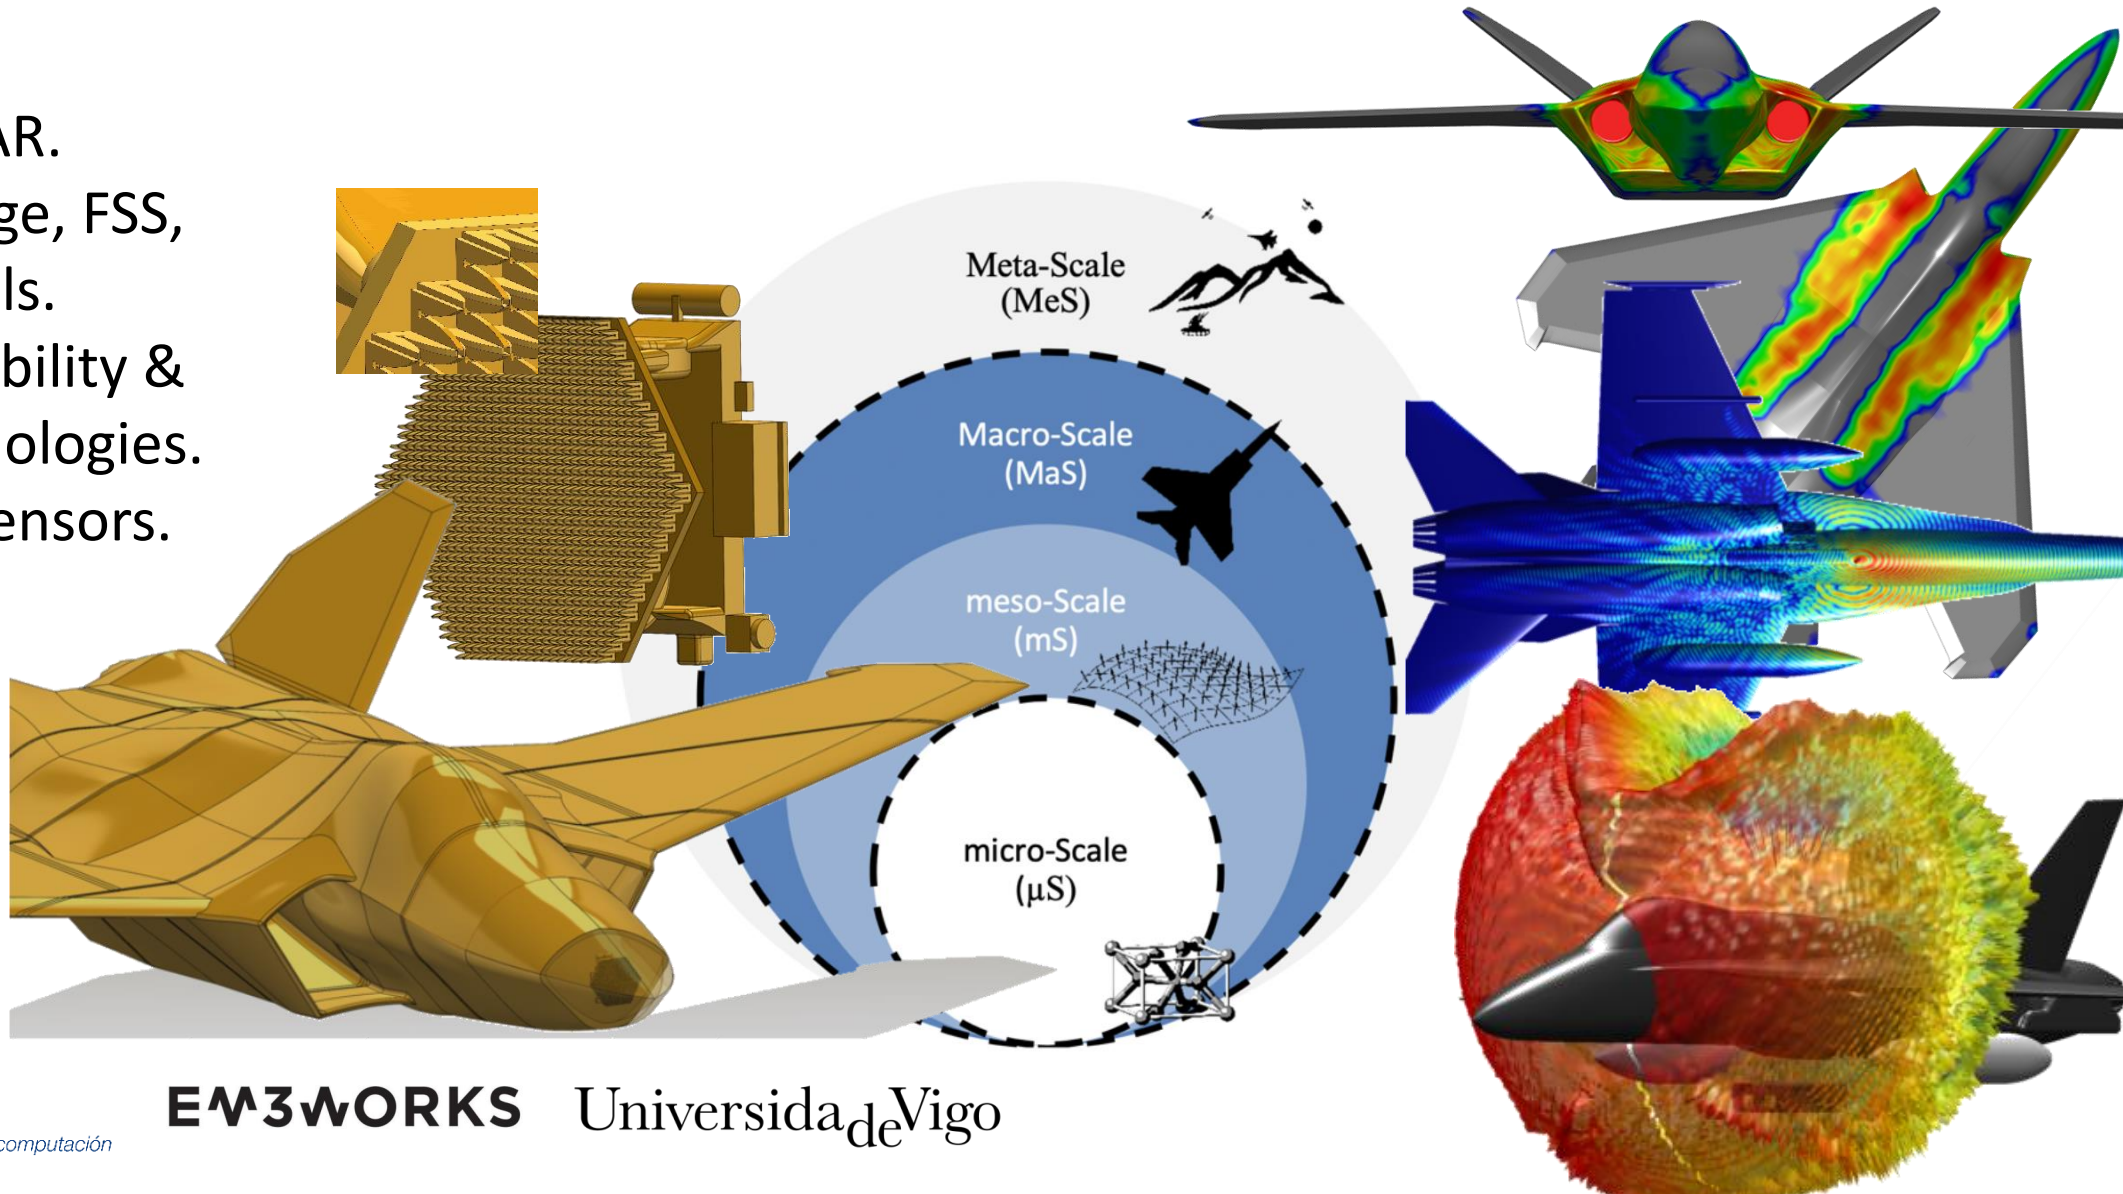 AR.
ge, FSS,
ls.
bility &
ologies.
ensors.
Meta-Scale
(MeS)
Macro-Scale
(MaS)
meso-Scale
(mS)
micro-Scale
(µS)
EM3WORKS
UniversidadeVigo
computación